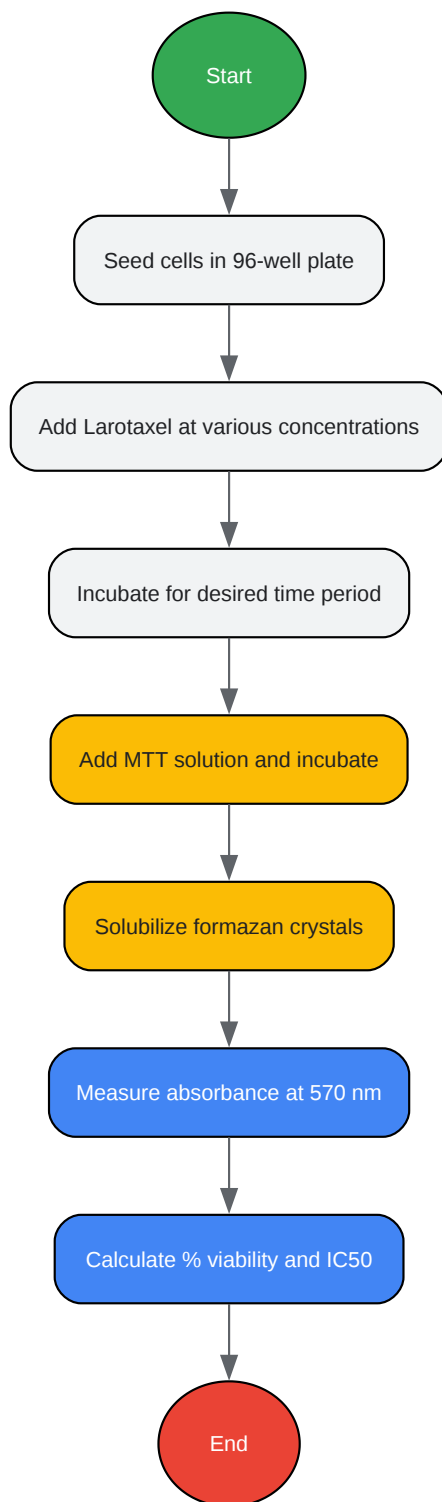 Start
Seed cells in 96-well plate
Add Larotaxel at various concentrations
Incubate for desired time period
Add MTT solution and incubate
Solubilize formazan crystals
Measure absorbance at 570 nm
Calculate % viability and IC50
End